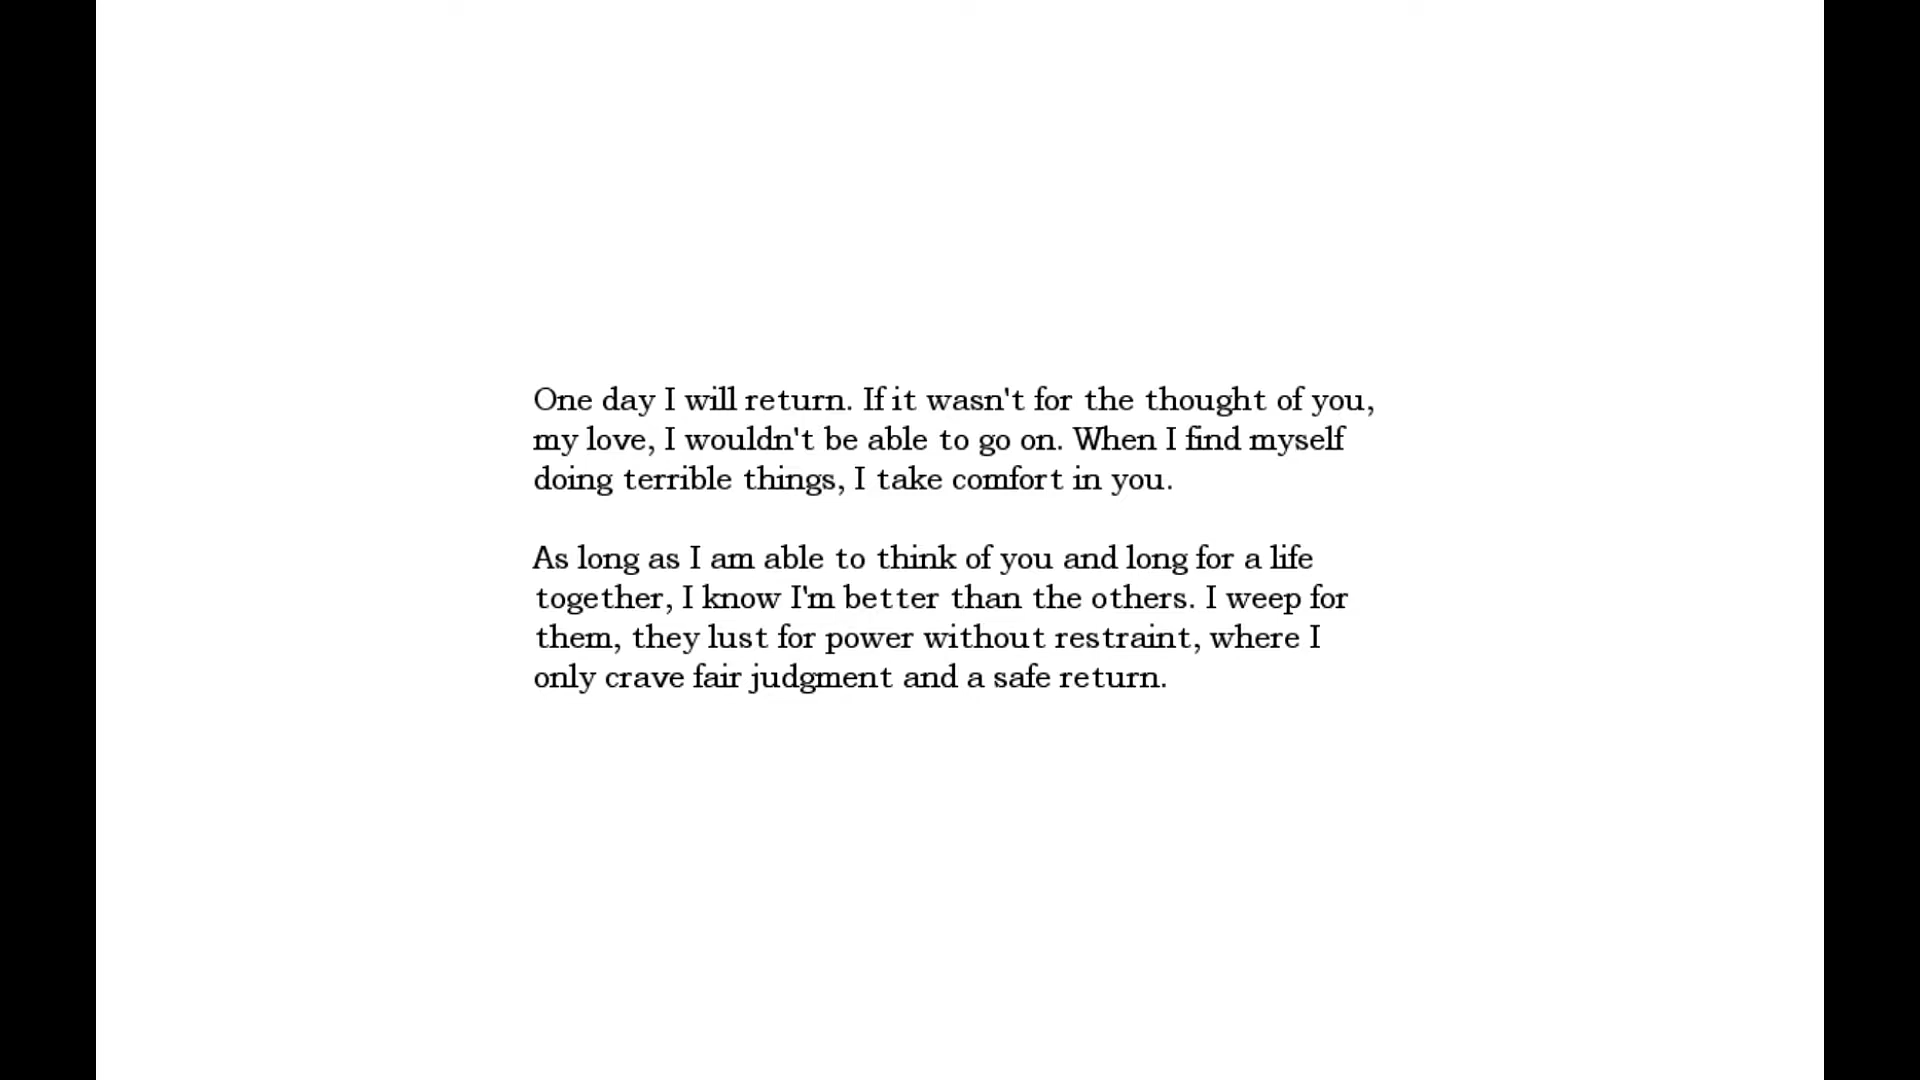 One day I will return. If it wasn't for the thought of you,
my love, I wouldn't be able to go on. When I find myself
doing terrible things, I take comfort in you.
As long as I am able to think of you and long for a life
together, I know I'm better than the others. I weep for
them, they lust for power without restraint, where I
only crave fair judgment and a safe return.